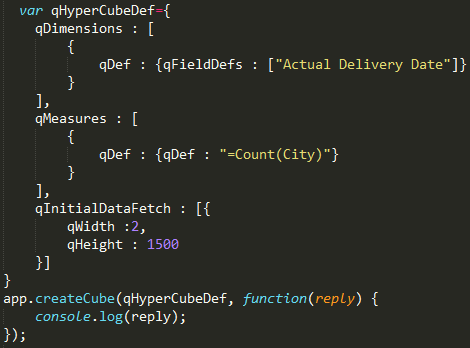 var qHyperCubeDef={
qDimensions : [
{
qDef : {qFieldDefs : ["Actual Delivery Date"]}
}
],
qMeasures : [
{
qDef : {qDef : "=Count(City)"}
}
],
qInitialDataFetch : [{
qWidth :2,
qHeight : 1500
}]
}
app.createCube(qHyperCubeDef, function(reply) {
console.log(reply);
});